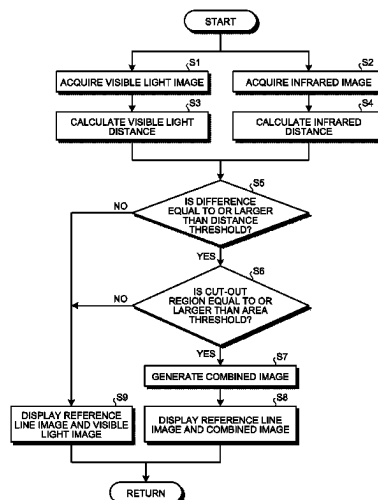 START
S1
ACQUIRE VISIBLE LIGHT IMAGE
S2
ACQUIRE INFRARED IMAGE
S3
CALCULATE VISIBLE LIGHT
DISTANCE
S4
CALCULATE INFRARED
DISTANCE
S5
IS DIFFERENCE
EQUAL TO OR LARGER
THAN DISTANCE
THRESHOLD?
NO
YES
S6
IS CUT-OUT
REGION EQUAL TO OR
LARGER THAN AREA
THRESHOLD?
NO
YES
S7
GENERATE COMBINED IMAGE
S9
DISPLAY REFERENCE
LINE IMAGE AND VISIBLE
LIGHT IMAGE
S8
DISPLAY REFERENCE LINE
IMAGE AND COMBINED IMAGE
RETURN